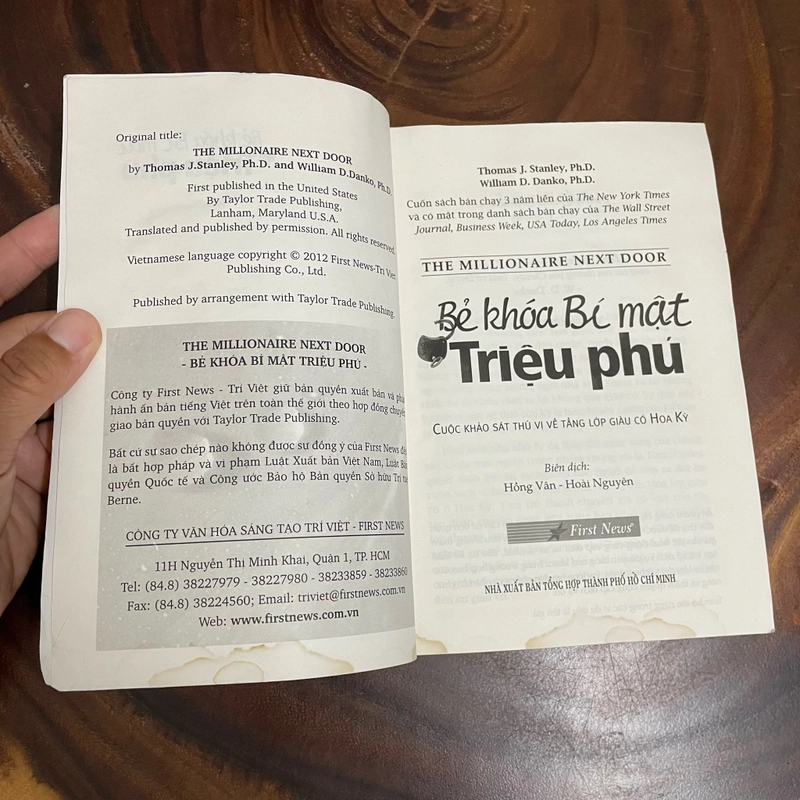 Original title:
THE MILLIONAIRE NEXT DOOR
by Thomas J.Stanley, Ph.D. and William D.Danko, Ph.D.
First published in the United States
By Taylor Trade Publishing,
Lanham, Maryland U.S.A.
Translated and published by permission. All rights reserved.
Vietnamese language copyright © 2012 First News-Tri Viet
Publishing Co., Ltd.
Published by arrangement with Taylor Trade Publishing.
THE MILLIONAIRE NEXT DOOR
- BẺ KHÓA BÍ MẬT TRIỆU PHÚ -
Công ty First News - Trí Việt giữ bản quyền xuất bản và phát
hành ấn bản tiếng Việt trên toàn thế giới theo hợp đồng chuyển
giao bản quyền với Taylor Trade Publishing.
Bất cứ sự sao chép nào không được sự đồng ý của First News đều
là bất hợp pháp và vi phạm Luật Xuất bản Việt Nam, Luật Bản
quyền Quốc tế và Công ước Bảo hộ Bản quyền Sở hữu Trí tuệ
Berne.
CÔNG TY VĂN HÓA SÁNG TẠO TRÍ VIỆT - FIRST NEWS
11H Nguyễn Thị Minh Khai, Quận 1, TP. HCM
Tel: (84.8) 38227979 - 38227980 - 38233859 - 38233860
Fax: (84.8) 38224560; Email: triviet@firstnews.com.vn
Web: www.firstnews.com.vn
Thomas J. Stanley, Ph.D.
William D. Danko, Ph.D.
Cuốn sách bán chạy 3 năm liền của The New York Times
và có mặt trong danh sách bán chạy của The Wall Street
Journal, Business Week, USA Today, Los Angeles Times
THE MILLIONAIRE NEXT DOOR
Bẻ khóa Bí mật
Triệu phú
CUỘC KHẢO SÁT THÚ VỊ VỀ TẦNG LỚP GIÀU CÓ HOA KỲ
Biên dịch:
Hồng Vân - Hoài Nguyên
First News
NHÀ XUẤT BẢN TỔNG HỢP THÀNH PHỐ HỒ CHÍ MINH